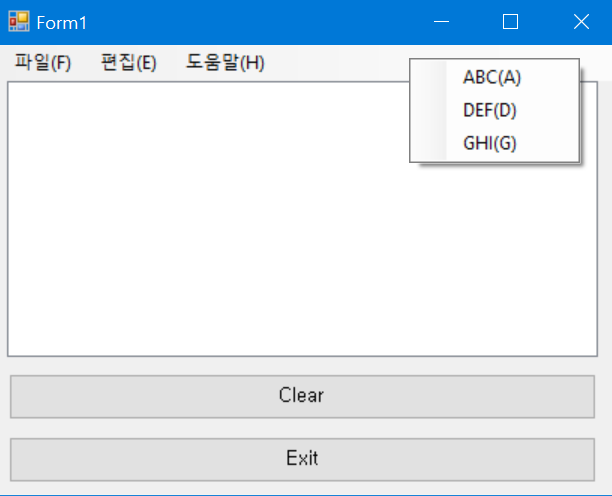 Form1
파일(F) 편집(E) 도움말(H)
ABC(A)
DEF(D)
GHI(G)
Clear
Exit